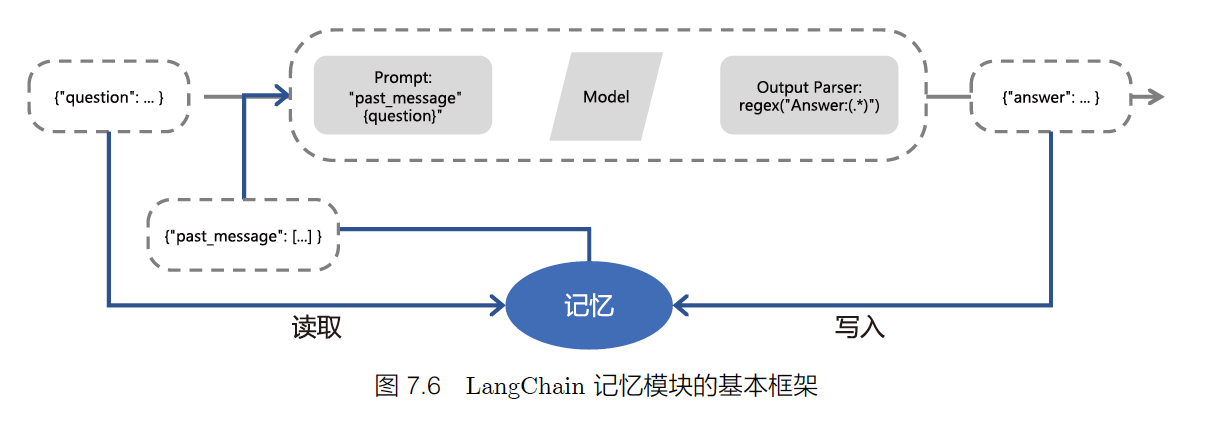 {"question": ... }
Prompt:
"past_message"
{question}"
Model
Output Parser:
regex("Answer:(.*)")
{"answer": ... }
{"past_message": [...] }
记忆
读取
写入
图 7.6 LangChain 记忆模块的基本框架